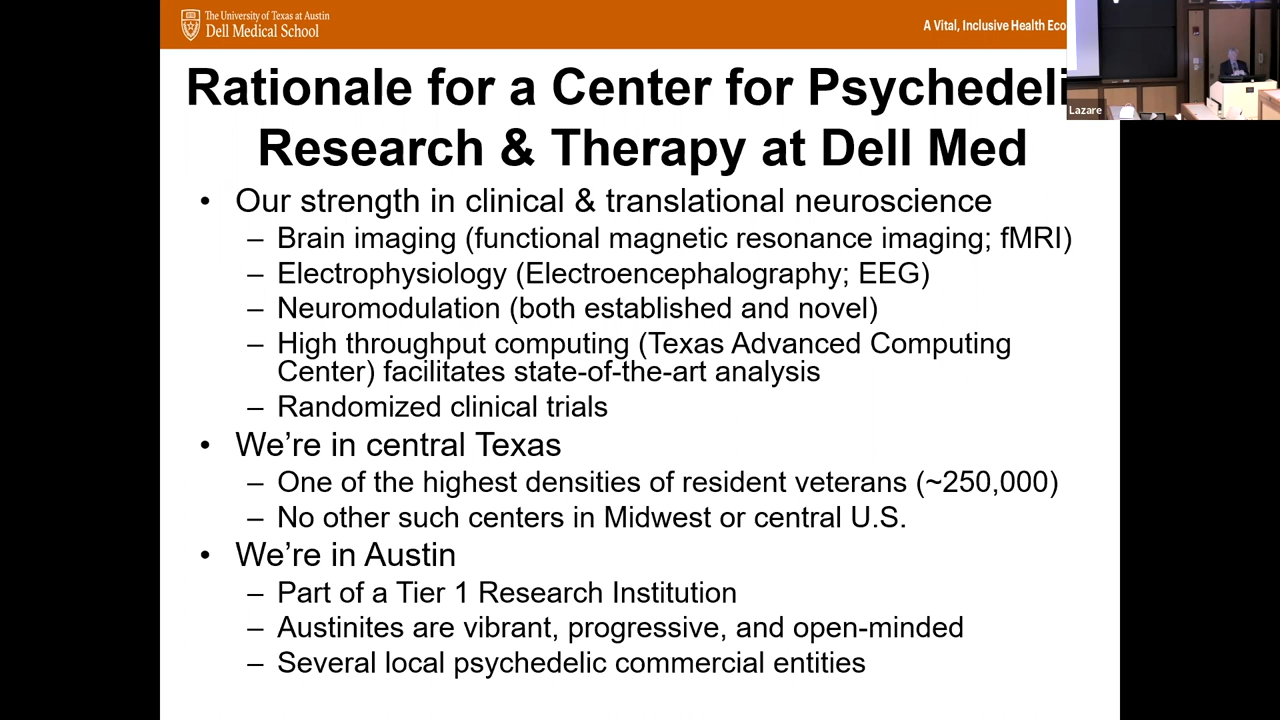 The University of Texas at Austin
Dell Medical School
A Vital, Inclusive Health
Lazare
Rationale for a Center for
Research & Therapy at Dell Med
• Our strength in clinical & translational neuroscience
– Brain imaging (functional magnetic resonance imaging; fMRI)
– Electrophysiology (Electroencephalography; EEG)
– Neuromodulation (both established and novel)
– High throughput computing (Texas Advanced Computing
Center) facilitates state-of-the-art analysis
– Randomized clinical trials
• We’re in central Texas
– One of the highest densities of resident veterans (~250,000)
– No other such centers in Midwest or central U.S.
• We’re in Austin
– Part of a Tier 1 Research Institution
– Austinites are vibrant, progressive, and open-minded
– Several local psychedelic commercial entities